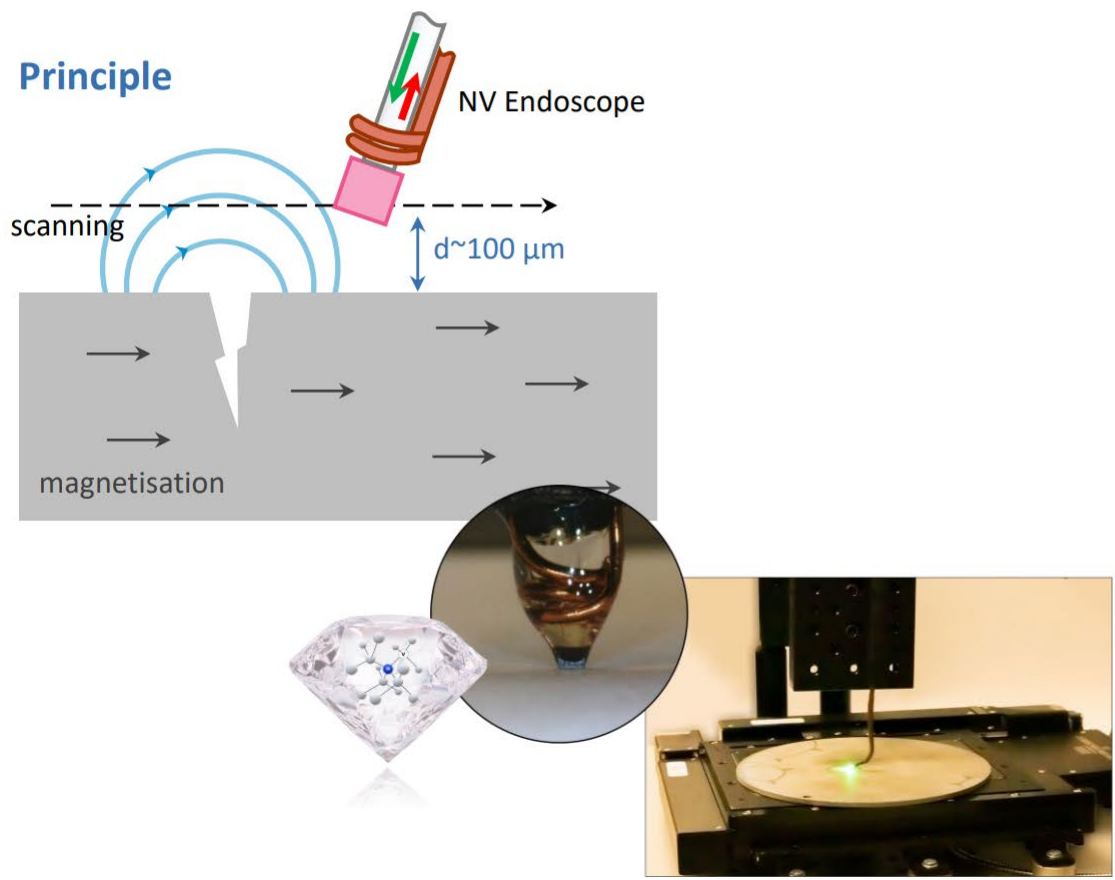 Principle
NV Endoscope
scanning
d~100 µm
magnetisation